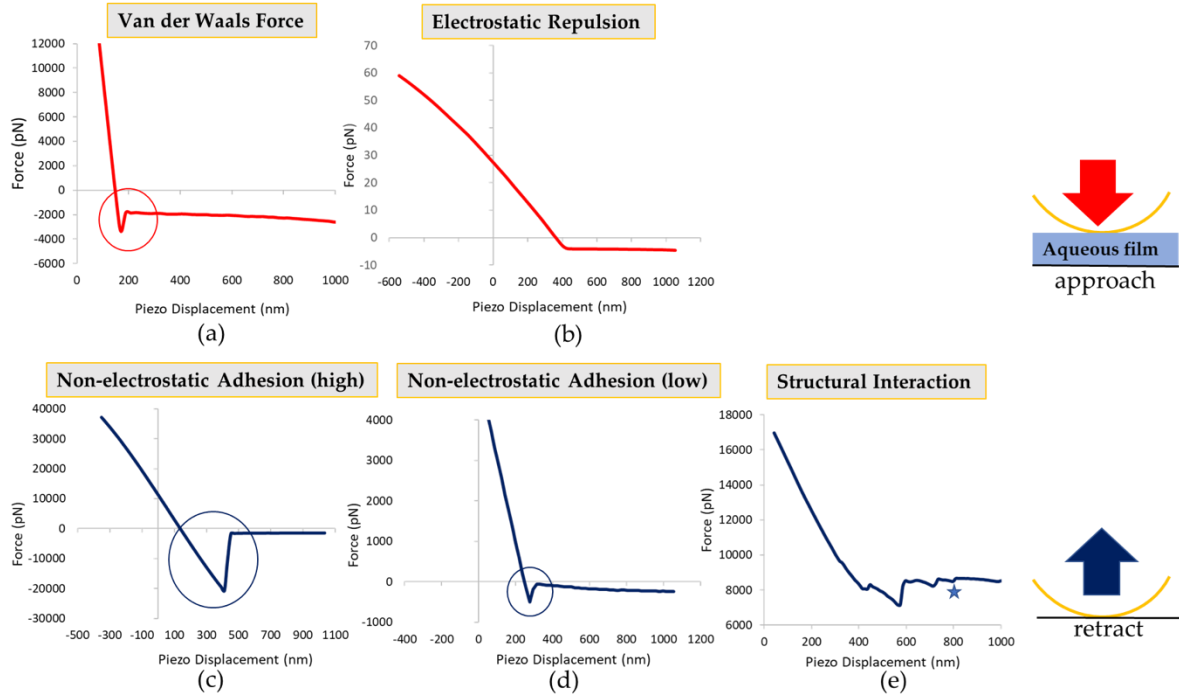 Van der Waals Force
Electrostatic Repulsion
Force (pN)
12000
10000
8000
6000
4000
2000
0
-2000
-4000
-6000
0 200 400 600 800 1000
Piezo Displacement (nm)
(a)
Force (pN)
70
60
50
40
30
20
10
0
-10
-600 -400 -200 0 200 400 600 800 1000 1200
Piezo Displacement (nm)
(b)
Aqueous film
approach
Non-electrostatic Adhesion (high)
Non-electrostatic Adhesion (low)
Structural Interaction
Force (pN)
40000
30000
20000
10000
0
-10000
-20000
-30000
-500 -300 -100 100 300 500 700 900 1100
Piezo Displacement (nm)
(c)
Force (pN)
4000
3000
2000
1000
0
-1000
-400 -200 0 200 400 600 800 1000 1200
Piezo Displacement (nm)
(d)
Force (pN)
18000
16000
14000
12000
10000
8000
6000
0 200 400 600 800 1000
Piezo Displacement (nm)
(e)
retract